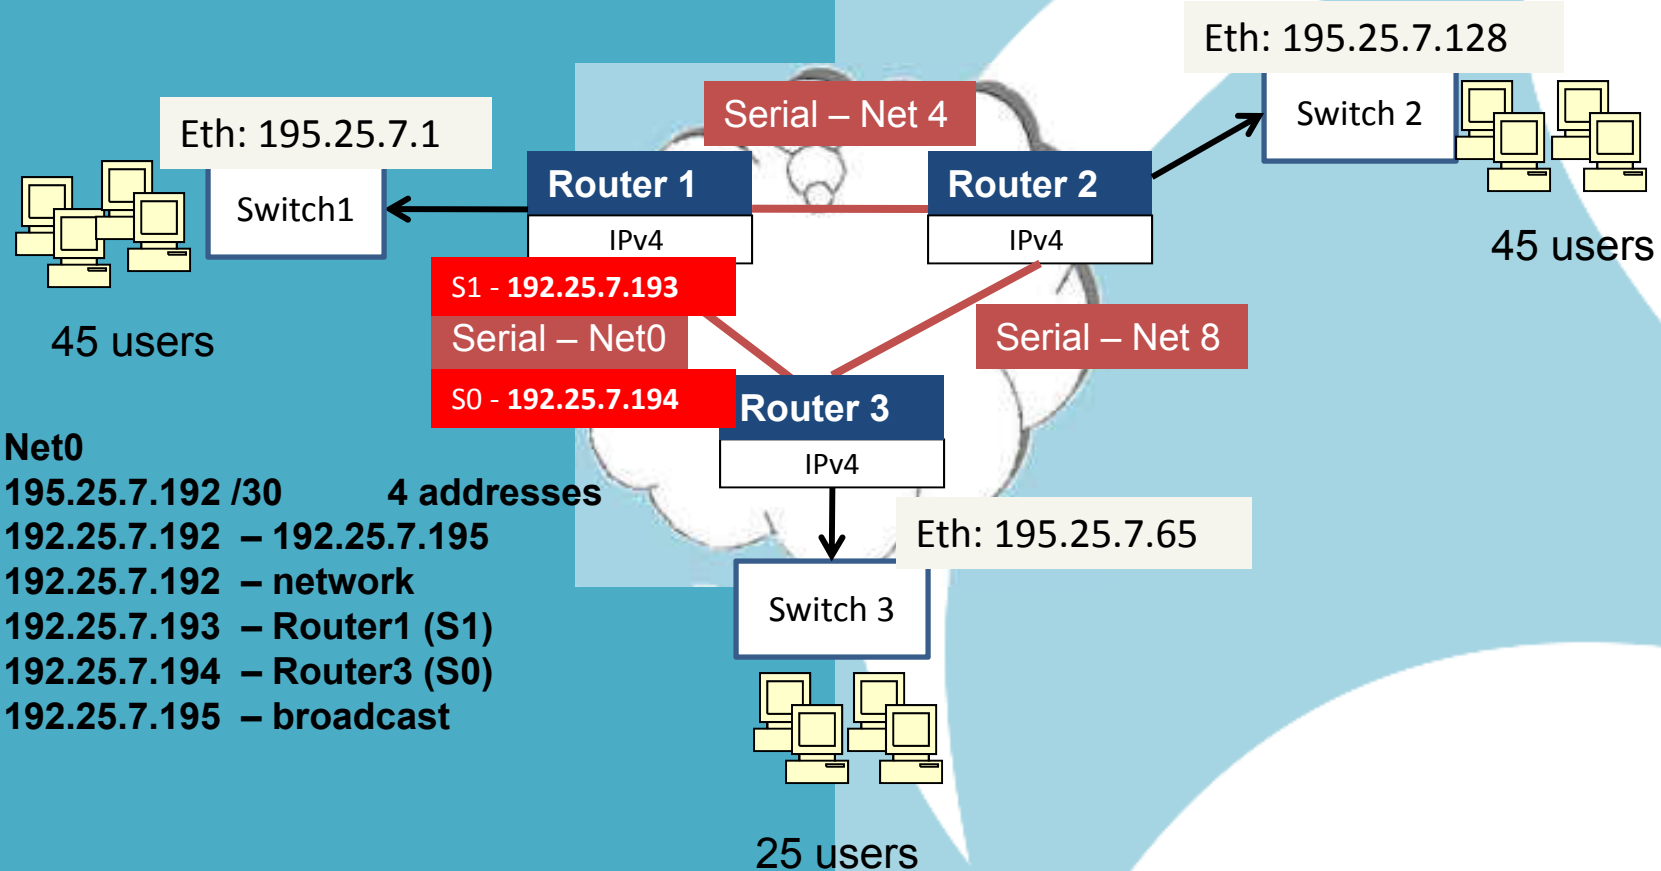 Eth: 195.25.7.128
Serial – Net 4
Switch 2
Eth: 195.25.7.1
Router 1
Router 2
Switch1
IPv4
IPv4
45 users
S1 - 192.25.7.193
45 users
Serial – Net0
Serial – Net 8
S0 - 192.25.7.194
Router 3
IPv4
Net0
195.25.7.192 /30 4 addresses
192.25.7.192 – 192.25.7.195
192.25.7.192 – network
192.25.7.193 – Router1 (S1)
192.25.7.194 – Router3 (S0)
192.25.7.195 – broadcast
Eth: 195.25.7.65
Switch 3
25 users